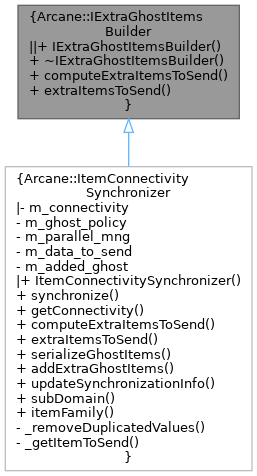 {Arcane::IExtraGhostItems
Builder
||+ IExtraGhostItemsBuilder()
+ ~IExtraGhostItemsBuilder()
+ computeExtraItemsToSend()
+ extraItemsToSend()
}
{Arcane::ItemConnectivity
Synchronizer
|- m_connectivity
- m_ghost_policy
- m_parallel_mng
- m_data_to_send
- m_added_ghost
|+ ItemConnectivitySynchronizer()
+ synchronize()
+ getConnectivity()
+ computeExtraItemsToSend()
+ extraItemsToSend()
+ serializeGhostItems()
+ addExtraGhostItems()
+ updateSynchronizationInfo()
+ subDomain()
+ itemFamily()
- _removeDuplicatedValues()
- _getItemToSend()
}